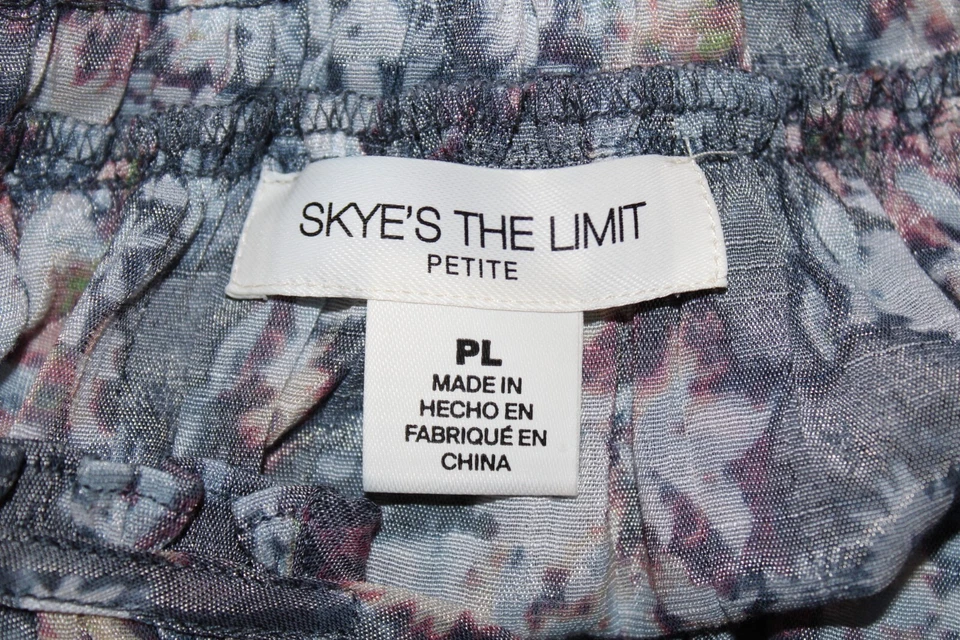 SKYE'S THE LIMIT
PETITE
PL
MADE IN
HECHO EN
FABRIQUÉ EN
CHINA